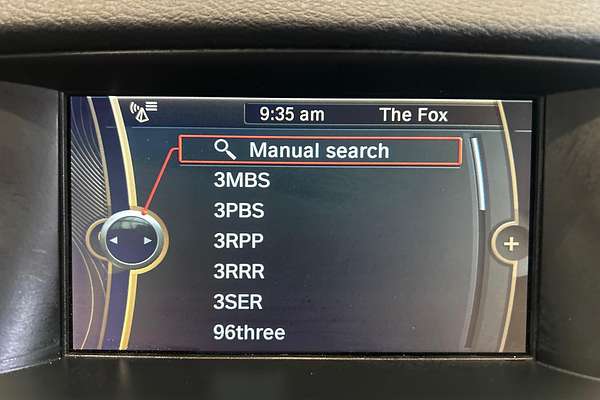 9:35 am The Fox
Manual search
3MBS
3PBS
3RPP
3RRR
3SER
96three